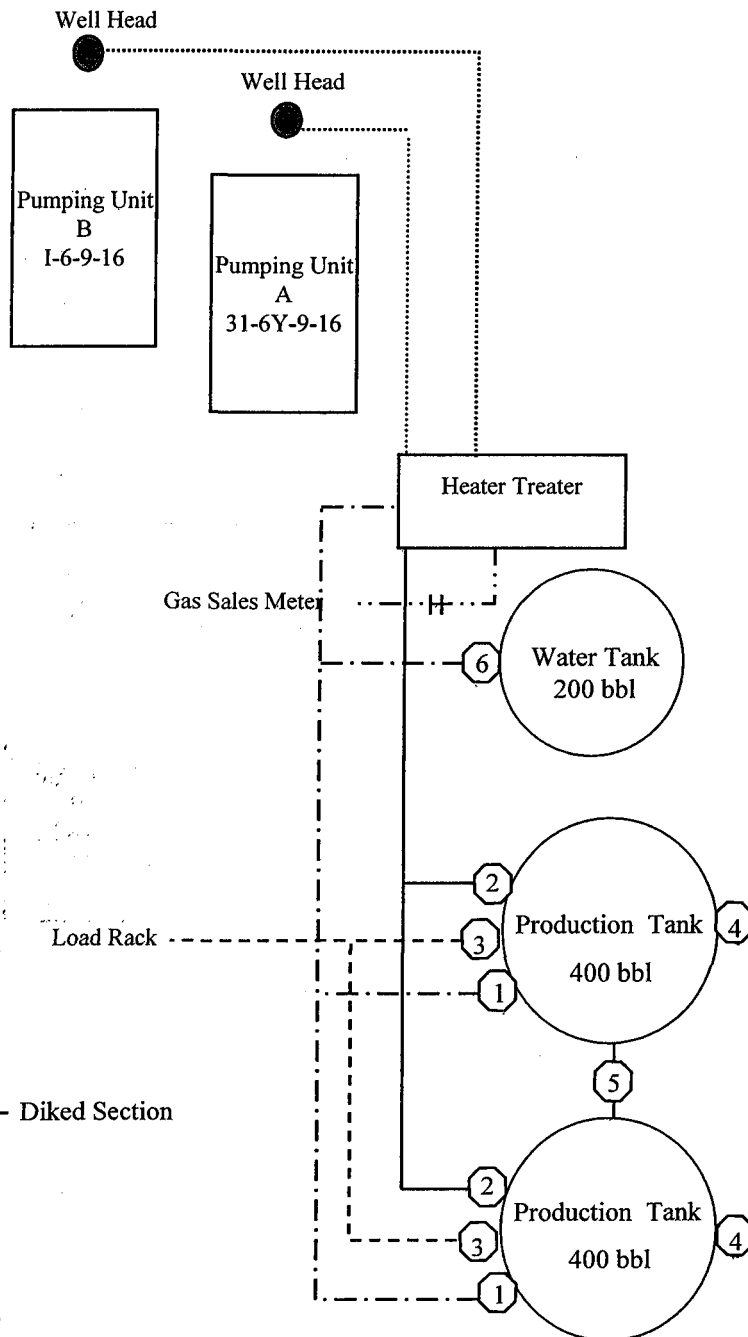 Well Head
Well Head
Pumping Unit
B
I-6-9-16
Pumping Unit
A
31-6Y-9-16
Heater Treater
Gas Sales Meter
6
Water Tank
200 bbl
2
Load Rack
3
Production Tank
400 bbl
4
1
5
- Diked Section
2
3
Production Tank
400 bbl
4
1